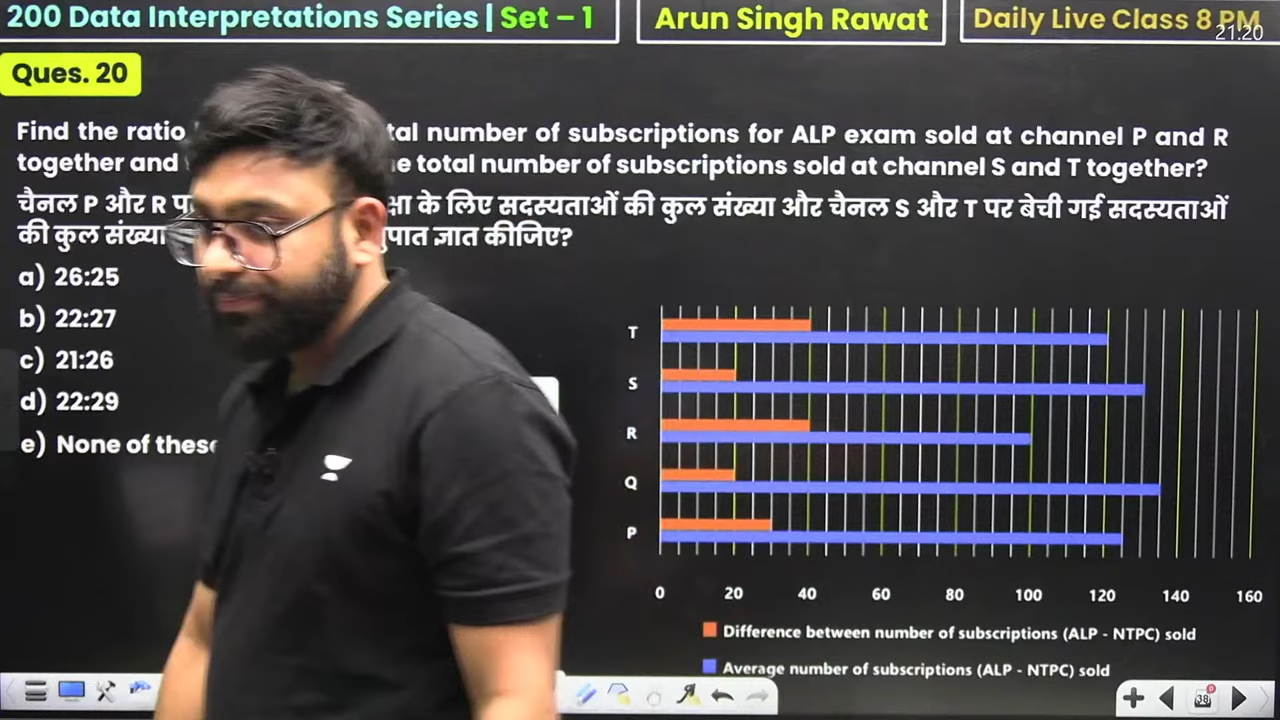 200 Data Interpretations Series | Set – 1
Arun Singh Rawat
Daily Live Class 8 PM
21:20
Ques. 20
Find the ratio tal number of subscriptions for ALP exam sold at channel P and R
together and e total number of subscriptions sold at channel S and T together?
चैनल P और R प क्षा के लिए सदस्यताओं की कुल संख्या और चैनल S और T पर बेची गई सदस्यताओं
की कुल संख्या ुपात ज्ञात कीजिए?
a) 26:25
b) 22:27
c) 21:26
d) 22:29
e) None of these
T
S
R
Q
P
0 20 40 60 80 100 120 140 160
Difference between number of subscriptions (ALP - NTPC) sold
Average number of subscriptions (ALP - NTPC) sold
38